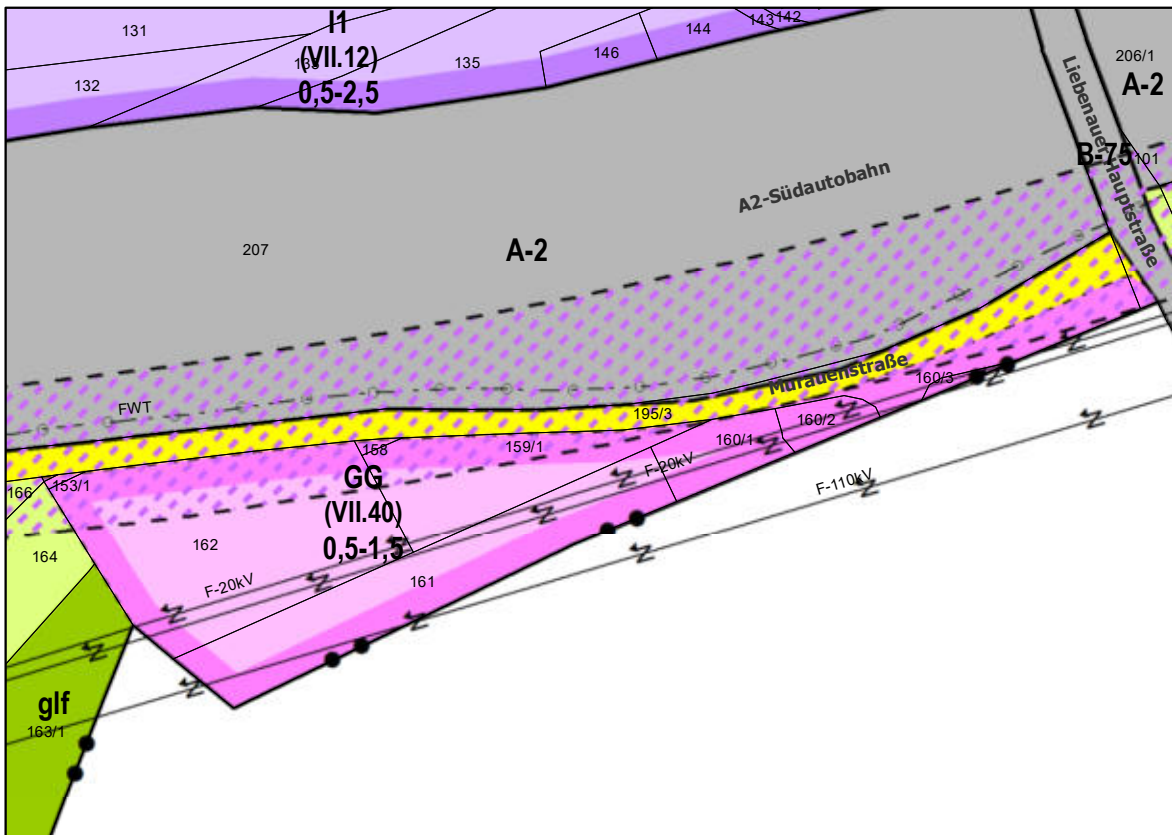 131
I1
143
142
144
133
(VII.12)
135
146
132
0,5-2,5
206/1
A-2
Liebenauer Hauptstraße
B-75
101
A2-Südautobahn
207
A-2
Murauenstraße
160/3
FWT
195/3
160/2
160/1
159/1
158
GG
(VII.40)
0,5-1,5
F-20kV
F-110kV
166
153/1
162
164
F-20kV
161
glf
163/1